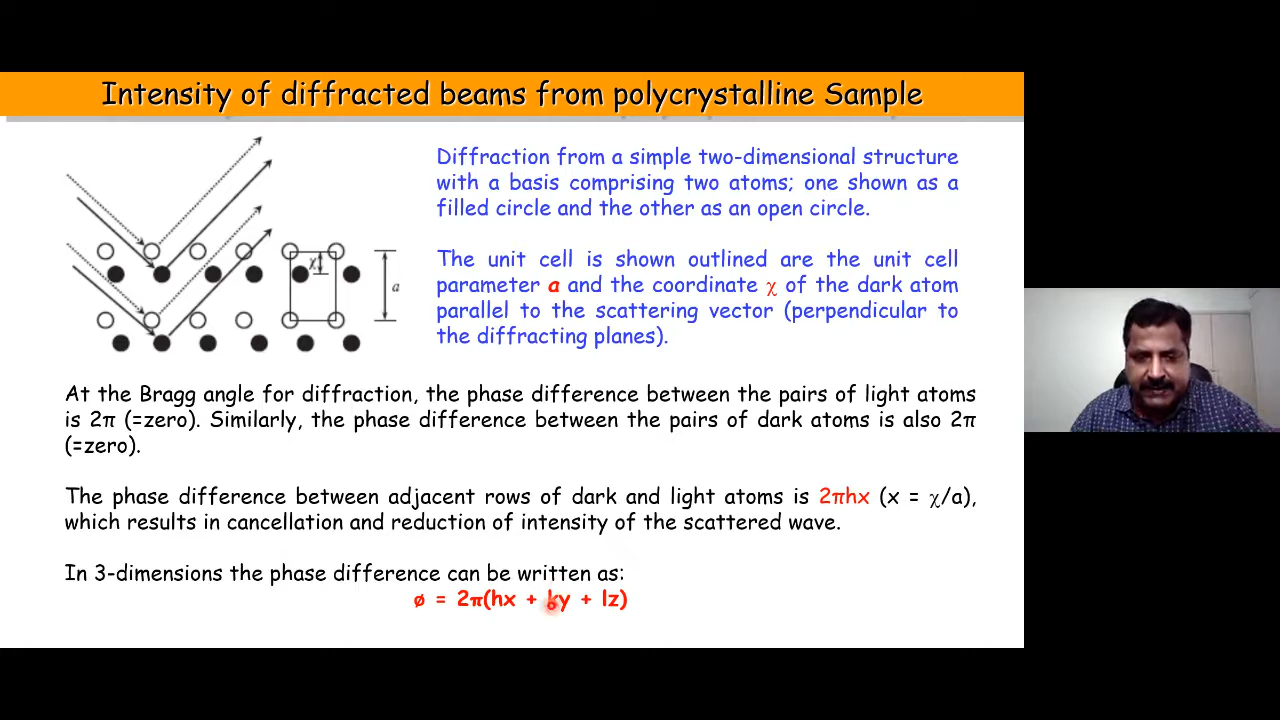 Intensity of diffracted beams from polycrystalline Sample
Diffraction from a simple two-dimensional structure
with a basis comprising two atoms; one shown as a
filled circle and the other as an open circle.
The unit cell is shown outlined are the unit cell
parameter a and the coordinate χ of the dark atom
parallel to the scattering vector (perpendicular to
the diffracting planes).
χ
a
At the Bragg angle for diffraction, the phase difference between the pairs of light atoms
is 2π (=zero). Similarly, the phase difference between the pairs of dark atoms is also 2π
(=zero).
The phase difference between adjacent rows of dark and light atoms is 2πhx (x = χ/a),
which results in cancellation and reduction of intensity of the scattered wave.
In 3-dimensions the phase difference can be written as:
ø = 2π(hx + ky + lz)